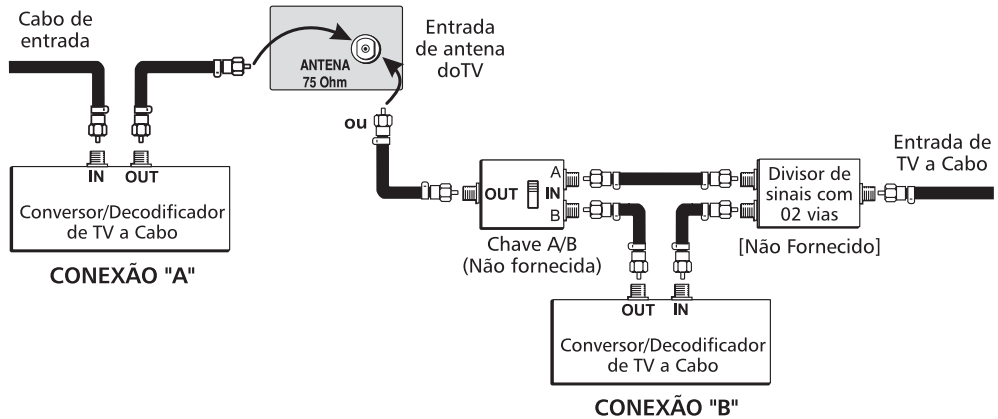 Cabo de
entrada
ANTENA
75 Ohm
Entrada
de antena
doTV
ou
IN
OUT
Conversor/Decodificador
de TV a Cabo
CONEXÃO "A"
OUT
A
IN
B
Chave A/B
(Não fornecida)
Divisor de
sinais com
02 vias
[Não Fornecido]
Entrada de
TV a Cabo
OUT
IN
Conversor/Decodificador
de TV a Cabo
CONEXÃO "B"